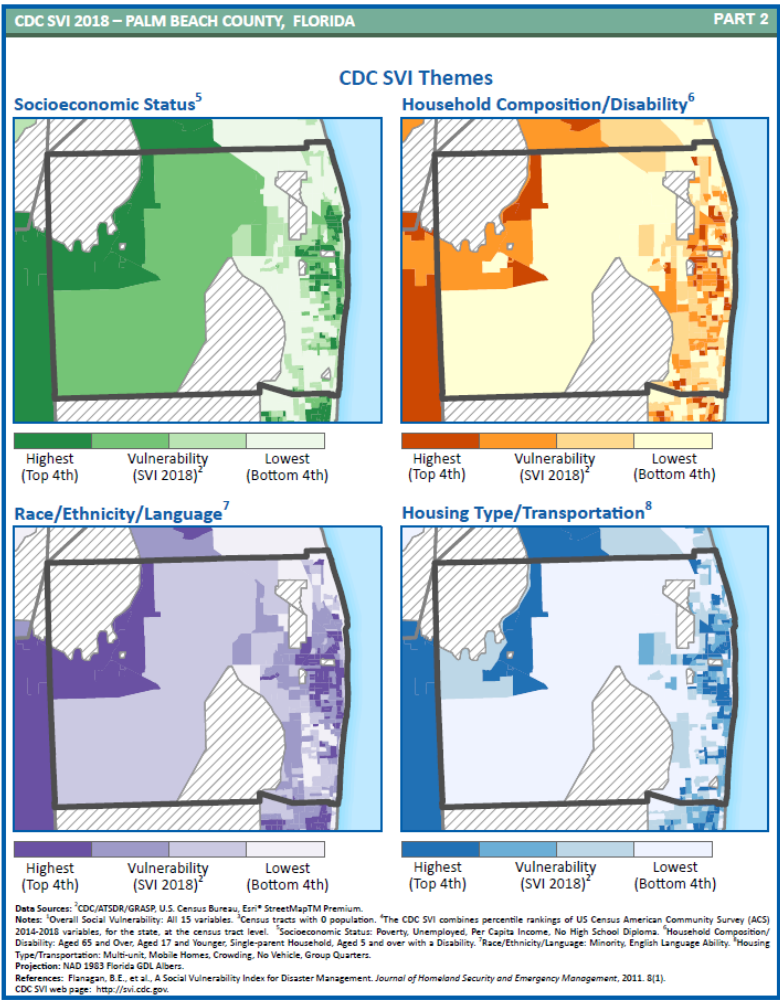 CDC SVI 2018 – PALM BEACH COUNTY, FLORIDA PART 2
CDC SVI Themes
Socioeconomic Status⁵ Household Composition/Disability⁶
Highest Vulnerability Lowest Highest Vulnerability Lowest
(Top 4th) (SVI 2018)² (Bottom 4th) (Top 4th) (SVI 2018)² (Bottom 4th)
Race/Ethnicity/Language⁷ Housing Type/Transportation⁸
Highest Vulnerability Lowest Highest Vulnerability Lowest
(Top 4th) (SVI 2018)² (Bottom 4th) (Top 4th) (SVI 2018)² (Bottom 4th)
Data Sources: ²CDC/ATSDR/GRASP, U.S. Census Bureau, Esri® StreetMapTM Premium.
Notes: ¹Overall Social Vulnerability: All 15 variables. ³Census tracts with 0 population. ⁴The CDC SVI combines percentile rankings of US Census American Community Survey (ACS)
2014-2018 variables, for the state, at the census tract level. ⁵Socioeconomic Status: Poverty, Unemployed, Per Capita Income, No High School Diploma. ⁶Household Composition/
Disability: Aged 65 and Over, Aged 17 and Younger, Single-parent Household, Aged 5 and over with a Disability. ⁷Race/Ethnicity/Language: Minority, English Language Ability. ⁸Housing
Type/Transportation: Multi-unit, Mobile Homes, Crowding, No Vehicle, Group Quarters.
Projection: NAD 1983 Florida GDL Albers.
References: Flanagan, B.E., et al., A Social Vulnerability Index for Disaster Management. Journal of Homeland Security and Emergency Management, 2011. 8(1).
CDC SVI web page: http://svi.cdc.gov.